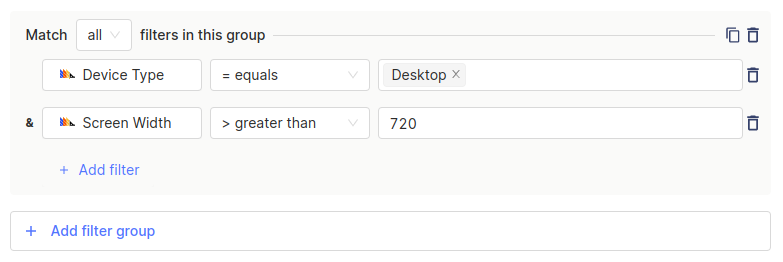 Match all filters in this group
Device Type = equals Desktop ×
& Screen Width > greater than 720
+ Add filter
+ Add filter group